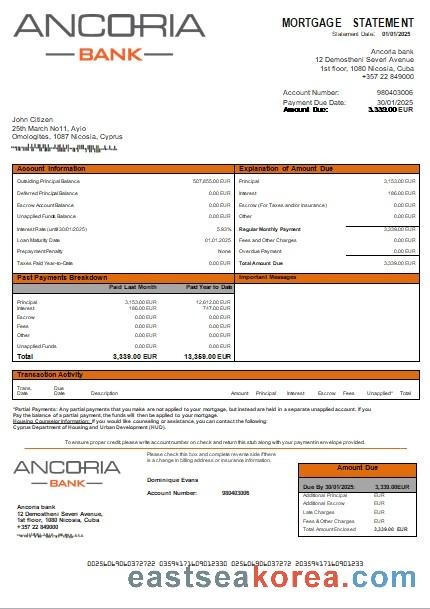 ANCORIA
BANK
MORTGAGE STATEMENT
Statement Date: 01/01/2025
Ancoria bank
12 Demostheni Severi Avenue
1st floor, 1080 Nicosia, Cuba
+357 22 849000
Account Number: 980403006
Payment Due Date: 30/01/2025
Amount Due: 3,339.00 EUR
John Citizen
25th March No11, Ayio
Omologites, 1087 Nicosia, Cyprus
Account Information
Outstanding Principal Balance 507,855.00 EUR
Deferred Principal Balance 0.00 EUR
Escrow Account Balance 0.00 EUR
Unapplied Funds Balance 0.00 EUR
Interest Rate (until 30/01/2025) 5.93%
Loan Maturity Date 01.01.2025
Prepayment Penalty None
Taxes Paid Year-to-Date 0.00 EUR
Explanation of Amount Due
Principal 3,153.00 EUR
Interest 186.00 EUR
Escrow (For Taxes and/or Insurance) 0.00 EUR
Other 0.00 EUR
Regular Monthly Payment 3,339.00 EUR
Fees and Other Charges 0.00 EUR
Overdue Payment 0.00 EUR
Total Amount Due 3,339.00 EUR
Past Payments Breakdown
Paid Last Month Paid Year to Date
Principal 3,153.00 EUR 12,612.00 EUR
Interest 186.00 EUR 747.00 EUR
Escrow 0.00 EUR 0.00 EUR
Fees 0.00 EUR 0.00 EUR
Other 0.00 EUR 0.00 EUR
Unapplied Funds 0.00 EUR 0.00 EUR
Total 3,339.00 EUR 13,359.00 EUR
Important Messages
Transaction Activity
Trans. Date Due Date Description Amount Principal Interest Escrow Fees Unapplied* Total
*Partial Payments: Any partial payments that you make are not applied to your mortgage, but instead are held in a separate unapplied account. If you
Pay the balance of a partial payment, the funds will then be applied to your mortgage.
Housing Counselor Information: If you would like counseling or assistance, you can contact the following:
Cyprus Department of Housing and Urban Development (HUD).
To ensure proper credit please write account number on check and return this stub along with your payment in envelope provided.
ANCORIA
BANK
Please check this box and complete reverse side if there
is a change in billing address or insurance information.
Dominique Evans
Account Number: 980403006
Ancoria bank
12 Demostheni Severi Avenue,
1st floor, 1080 Nicosia, Cuba
+357 22 849000
Amount Due
Due By 30/01/2025: 3,339.00EUR
Additional Principal EUR
Additional Escrow EUR
Late Charges EUR
Fees & Other Charges EUR
Total Amount Enclosed 3,339.00 EUR
eastseakorea.com